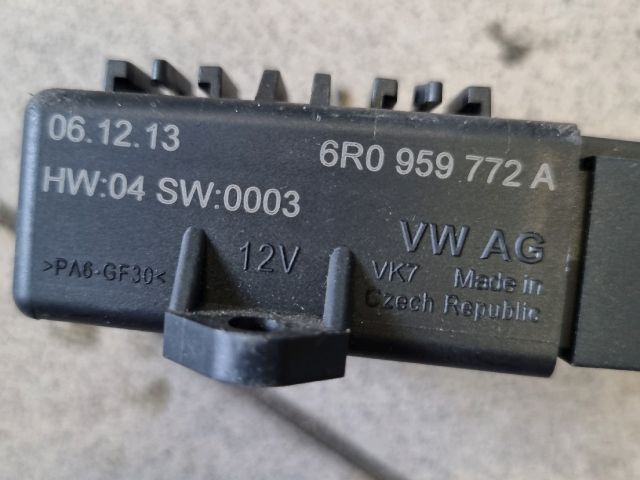 06.12.13
6R0 959 772 A
HW:04 SW:0003
VW AG
>PA6-GF30<
12V
VK7 Made in
Czech Republic